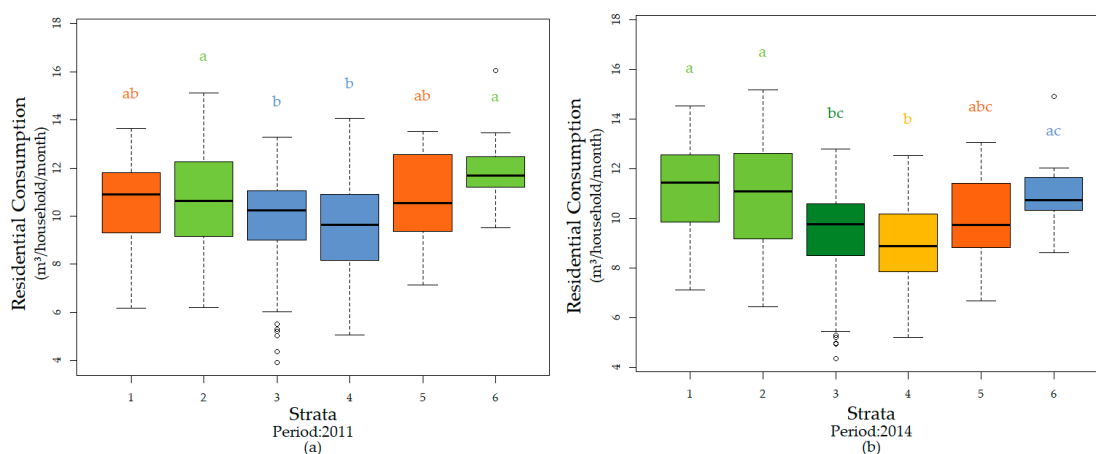 Residential Consumption
(m³/household/month)
18
16
14
12
10
8
6
4
ab
a
b
b
ab
a
1 2 3 4 5 6
Strata
Period:2011
(a)
Residential Consumption
(m³/household/month)
18
16
14
12
10
8
6
4
a
a
bc
b
abc
ac
1 2 3 4 5 6
Strata
Period:2014
(b)